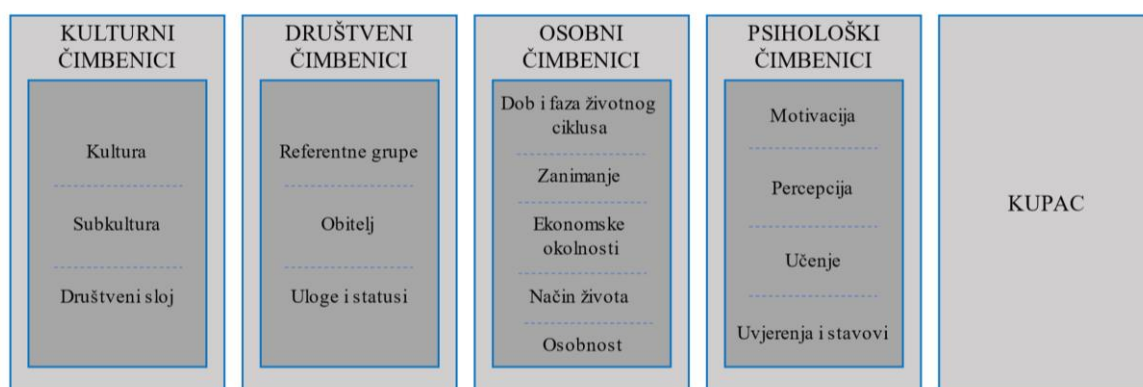 KULTURNI
ČIMBENICI
Kultura
Subkultura
Društveni sloj
DRUŠTVENI
ČIMBENICI
Referentne grupe
Obitelj
Uloge i statusi
OSOBNI
ČIMBENICI
Dob i faza životnog
ciklusa
Zanimanje
Ekonomske
okolnosti
Način života
Osobnost
PSIHOLOŠKI
ČIMBENICI
Motivacija
Percepcija
Učenje
Uvjerenja i stavovi
KUPAC